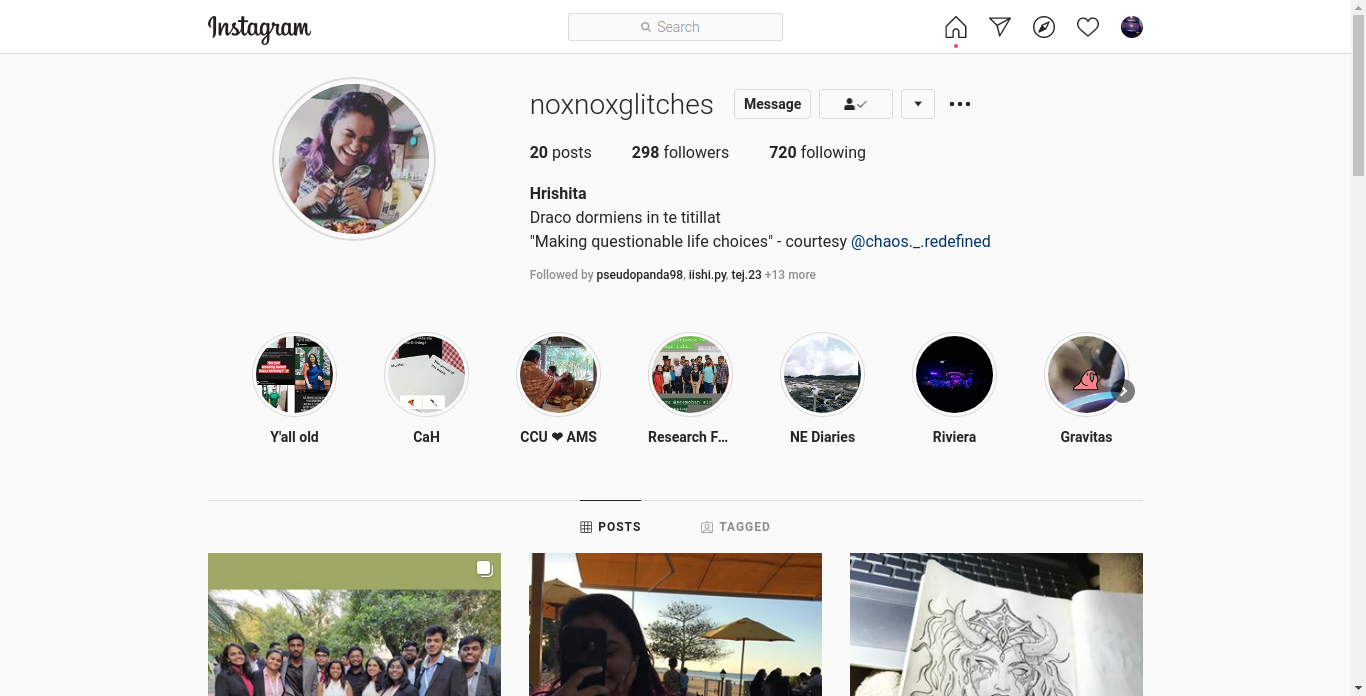 Instagram
Search
noxnoxglitches
Message
20 posts
298 followers
720 following
Hrishita
Draco dormiens in te titillat
"Making questionable life choices" - courtesy @chaos._.redefined
Followed by pseudopanda98, iishi.py, tej.23 +13 more
Y'all old
CaH
CCU ❤ AMS
Research F...
NE Diaries
Riviera
Gravitas
POSTS
TAGGED